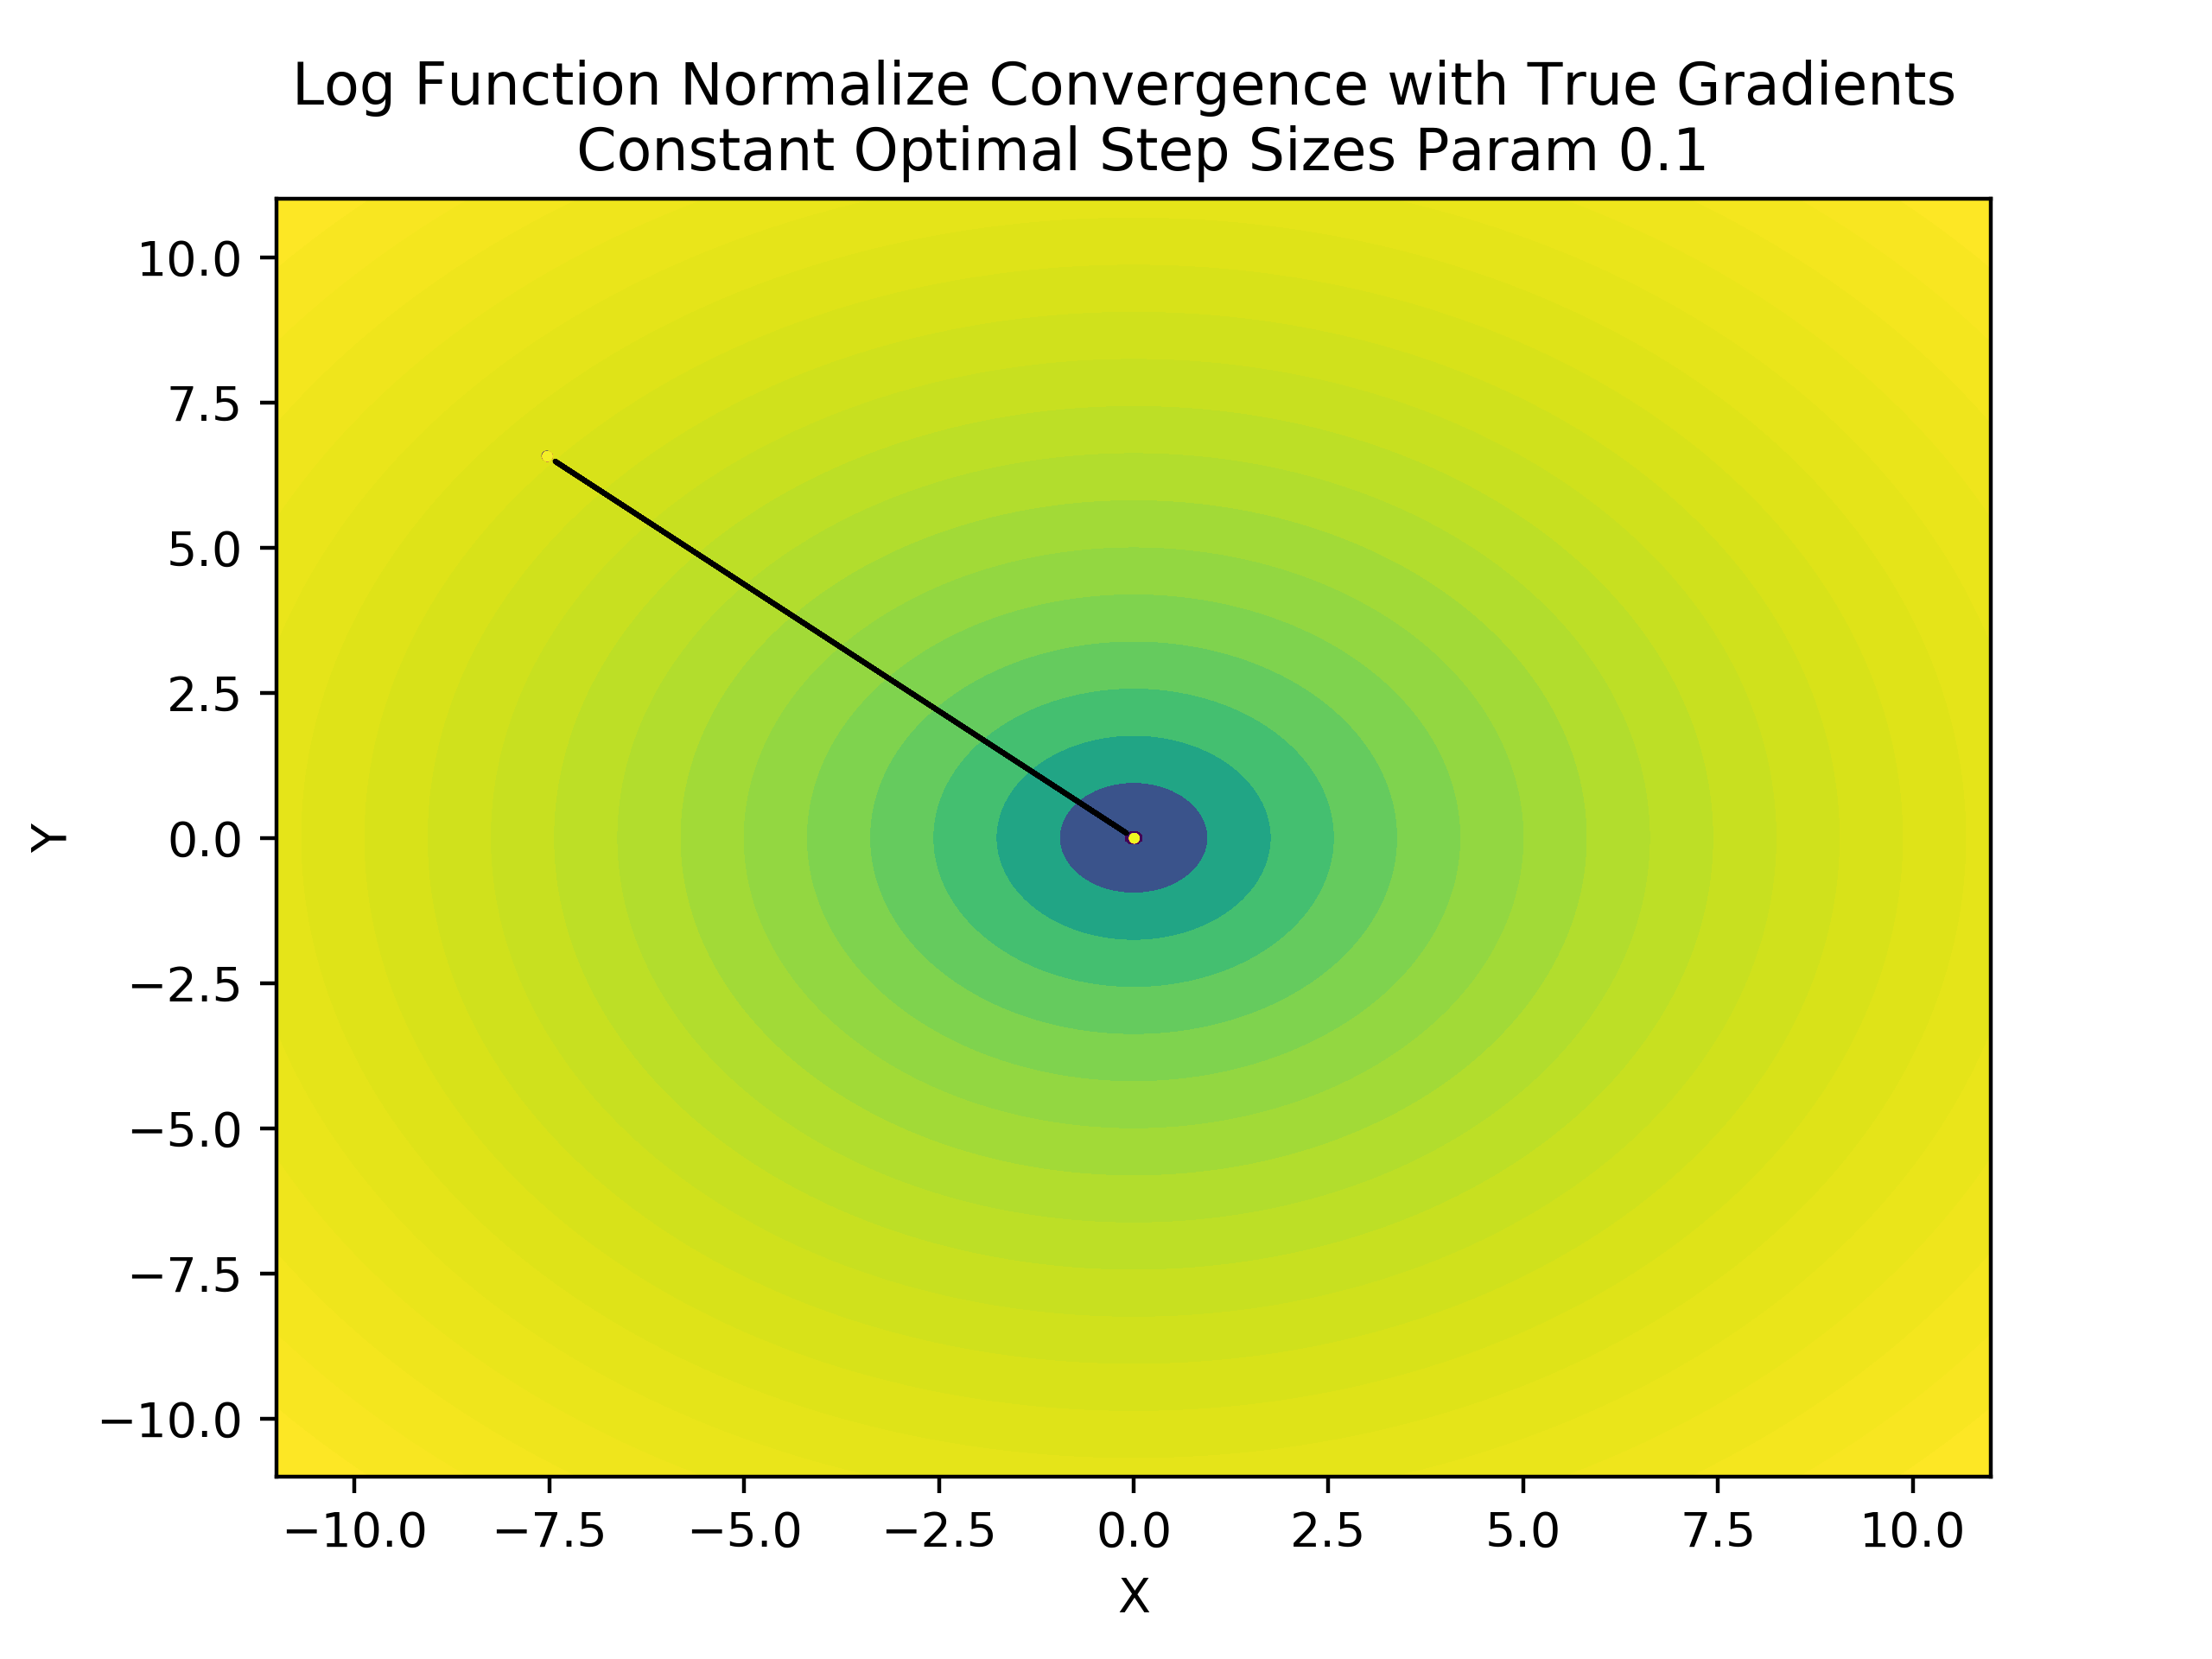 Log Function Normalize Convergence with True Gradients
Constant Optimal Step Sizes Param 0.1
10.0
7.5
5.0
2.5
0.0
−2.5
−5.0
−7.5
−10.0
Y
−10.0 −7.5 −5.0 −2.5 0.0 2.5 5.0 7.5 10.0
X